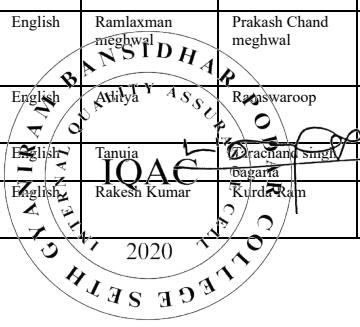 English Ramlaxman Prakash Chand
meghwal meghwal
English Aditya Ramswaroop
English Tanuja Tarachand singh
bagaria
English Rakesh Kumar Kurda Ram
GYANIRAM BANSIDHAR PODAR COLLEGE SETH
INTERNAL QUALITY ASSURANCE CELL
IQAC
2020